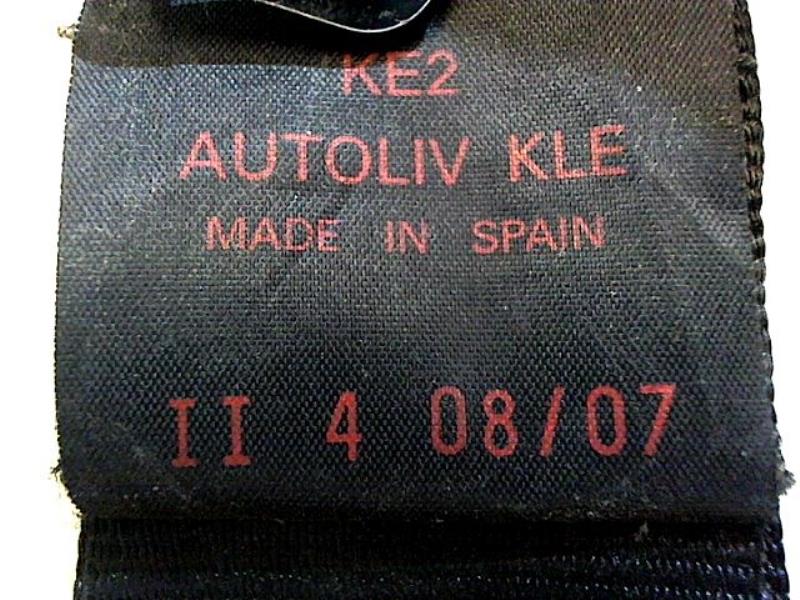 KE2
AUTOLIV KLE
MADE IN SPAIN
II 4 08/07